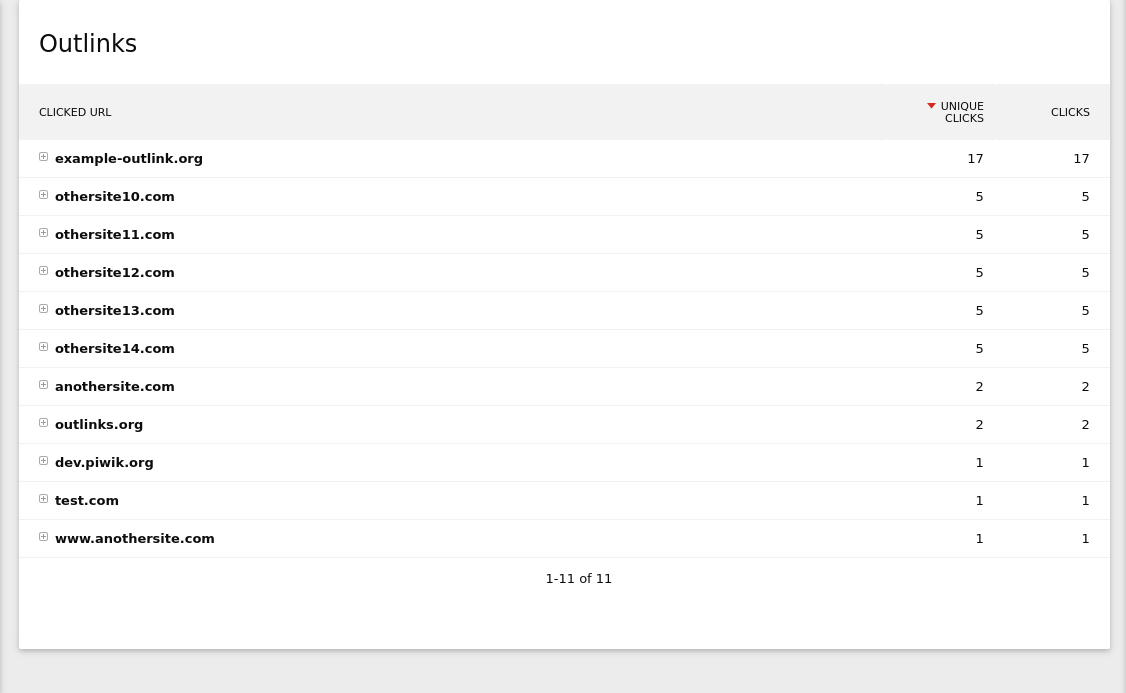 Outlinks
CLICKED URL UNIQUE CLICKS CLICKS
example-outlink.org 17 17
othersite10.com 5 5
othersite11.com 5 5
othersite12.com 5 5
othersite13.com 5 5
othersite14.com 5 5
anothersite.com 2 2
outlinks.org 2 2
dev.piwik.org 1 1
test.com 1 1
www.anothersite.com 1 1
1-11 of 11